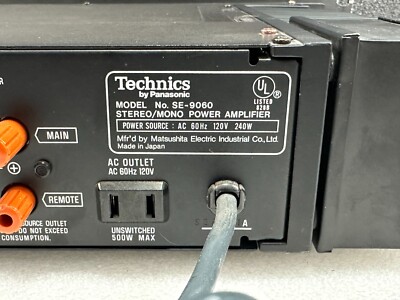 Technics
by Panasonic
MODEL No. SE-9060
STEREO/MONO POWER AMPLIFIER
POWER SOURCE : AC 60Hz 120V 240W
Mfr'd by Matsushita Electric Industrial Co.,Ltd.
Made in Japan
UL
LISTED
MAIN
REMOTE
AC OUTLET
AC 60Hz 120V
UNSWITCHED
500W MAX
SOURCE OUTLET
DO NOT EXCEED
CONSUMPTION.
A